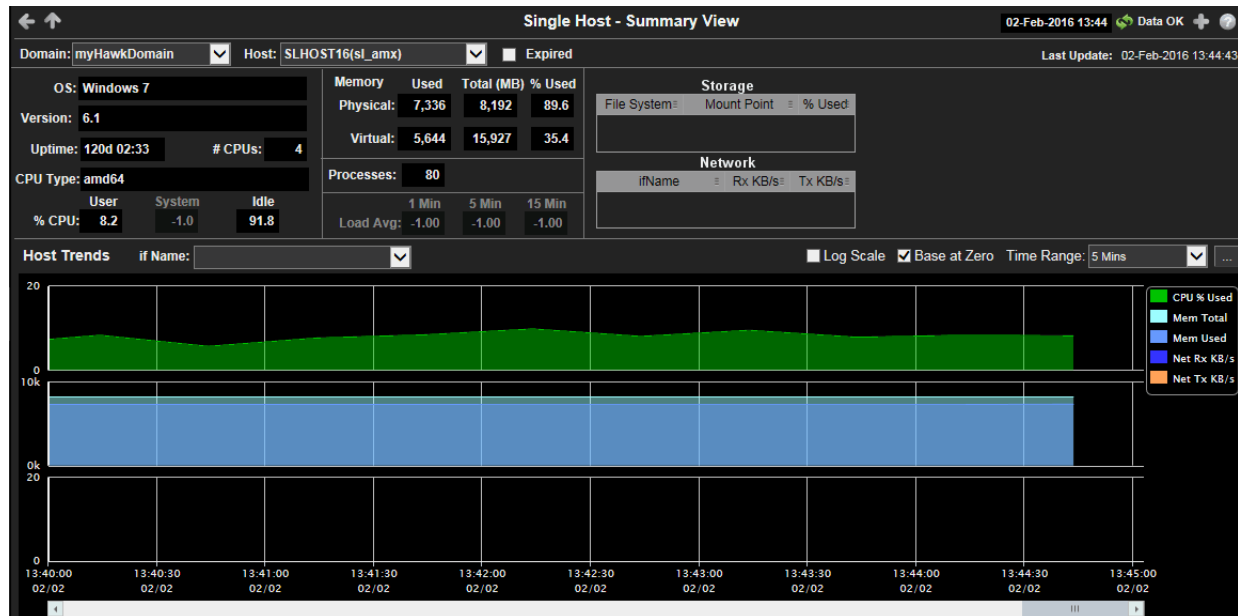 Single Host - Summary View
02-Feb-2016 13:44 Data OK
Domain: myHawkDomain Host: SLHOST16(sl_amx) Expired Last Update: 02-Feb-2016 13:44:43
OS: Windows 7
Version: 6.1
Uptime: 120d 02:33 # CPUs: 4
CPU Type: amd64
User System Idle
% CPU: 8.2 -1.0 91.8
Memory Used Total (MB) % Used
Physical: 7,336 8,192 89.6
Virtual: 5,644 15,927 35.4
Processes: 80
1 Min 5 Min 15 Min
Load Avg: -1.00 -1.00 -1.00
Storage
File System Mount Point % Used
Network
ifName Rx KB/s Tx KB/s
Host Trends if Name: Log Scale Base at Zero Time Range: 5 Mins ...
20
0
10k
0k
20
0
CPU % Used
Mem Total
Mem Used
Net Rx KB/s
Net Tx KB/s
13:40:00 13:40:30 13:41:00 13:41:30 13:42:00 13:42:30 13:43:00 13:43:30 13:44:00 13:44:30 13:45:00
02/02 02/02 02/02 02/02 02/02 02/02 02/02 02/02 02/02 02/02 02/02